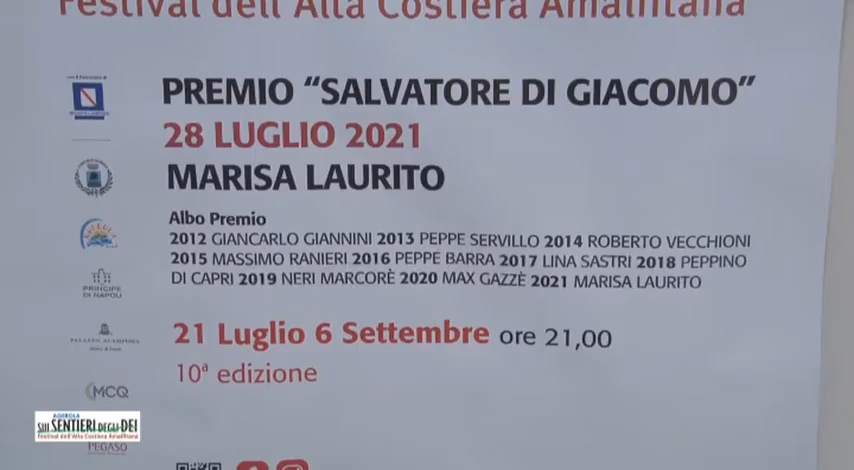 Festival dell'Alta Costiera Amalfitana
PREMIO “SALVATORE DI GIACOMO”
28 LUGLIO 2021
MARISA LAURITO
Albo Premio
2012 GIANCARLO GIANNINI 2013 PEPPE SERVILLO 2014 ROBERTO VECCHIONI
2015 MASSIMO RANIERI 2016 PEPPE BARRA 2017 LINA SASTRI 2018 PEPPINO
DI CAPRI 2019 NERI MARCORÈ 2020 MAX GAZZÈ 2021 MARISA LAURITO
21 Luglio 6 Settembre ore 21,00
10ª edizione
PRINCIPE
DI NAPOLI
PALAZZO ACAMPORA
MCQ
AGEROLA
SUI SENTIERI DEGLI DEI
Festival dell'Alta Costiera Amalfitana
PEGASO